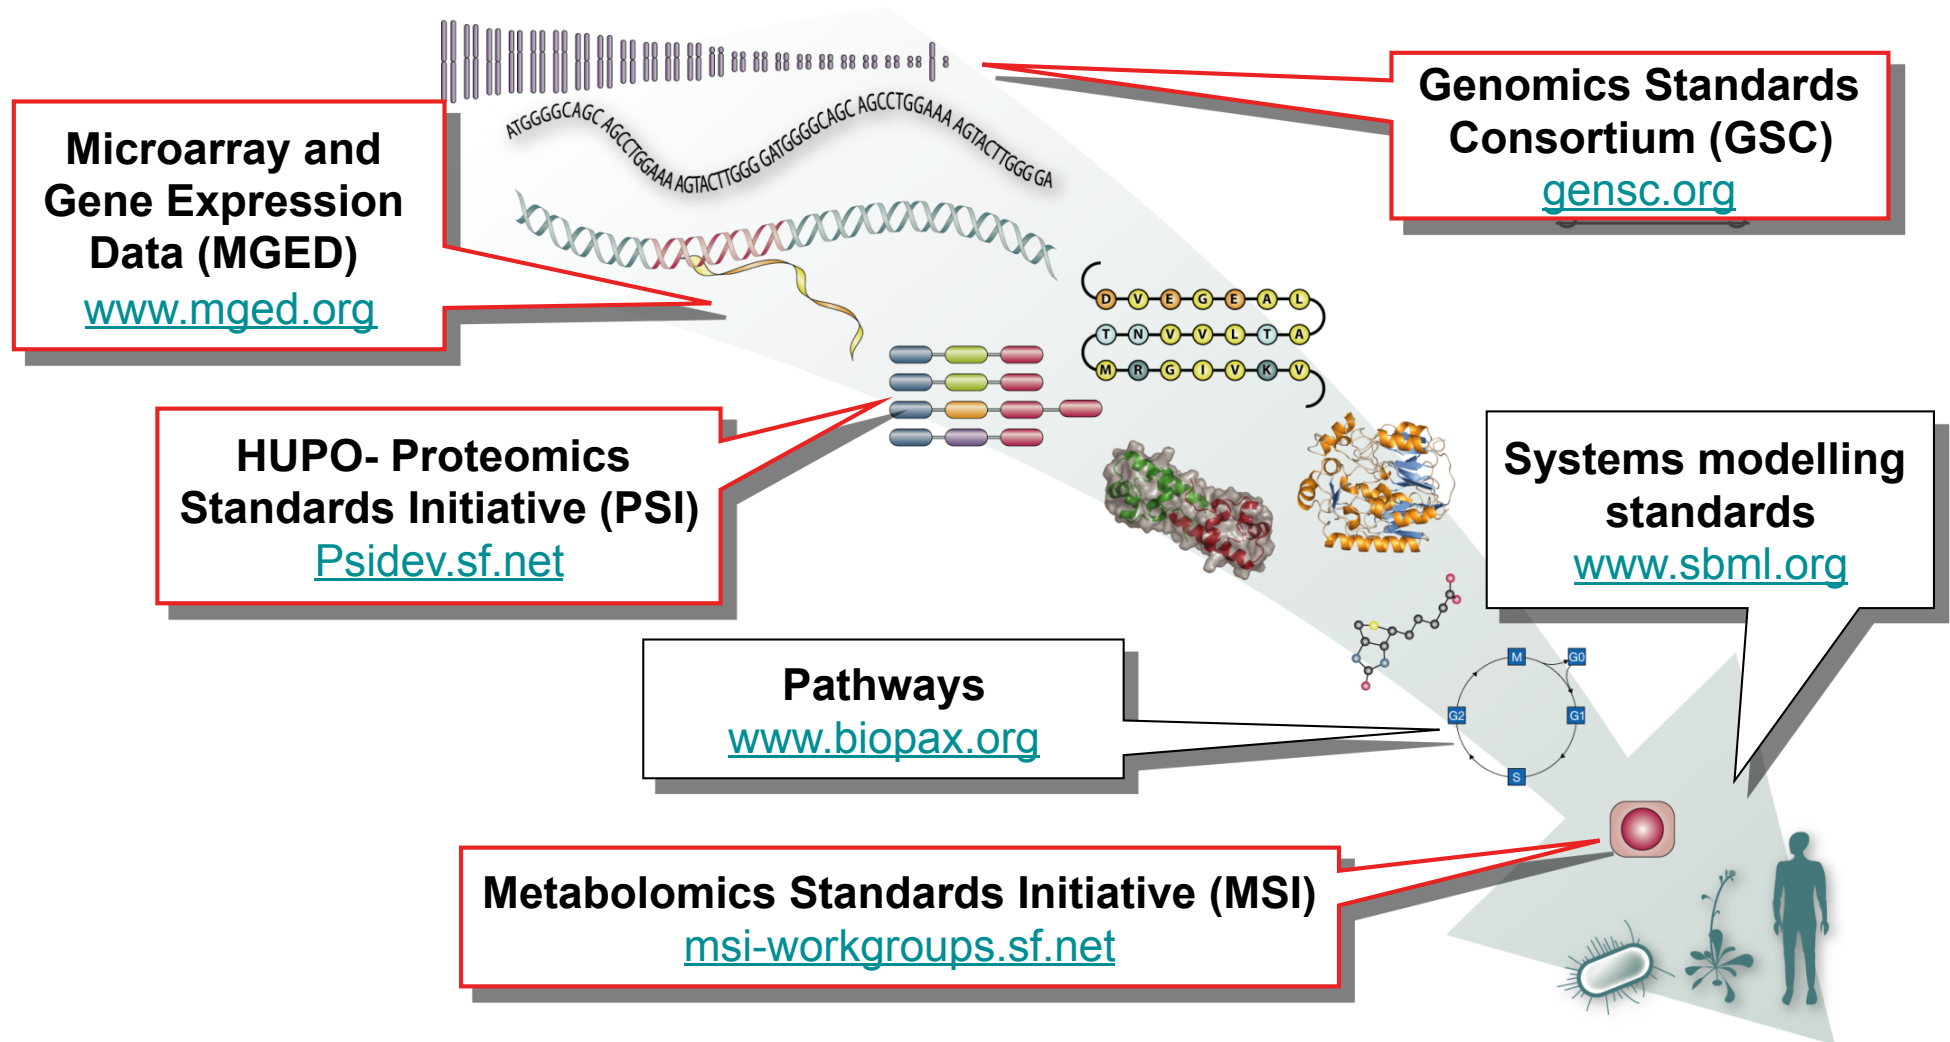 Genomics Standards
Consortium (GSC)
gensc.org
Microarray and
Gene Expression
Data (MGED)
www.mged.org
ATGGGGCAGC AGCCTGGAAA AGTACTTGGG GATGGGGCAGC AGCCTGGAAA AGTACTTGGG GA
D V E G E A L
T N V V L T A
M R G I V K V
HUPO- Proteomics
Standards Initiative (PSI)
Psidev.sf.net
Systems modelling
standards
www.sbml.org
Pathways
www.biopax.org
M G0
G2 G1
S
Metabolomics Standards Initiative (MSI)
msi-workgroups.sf.net